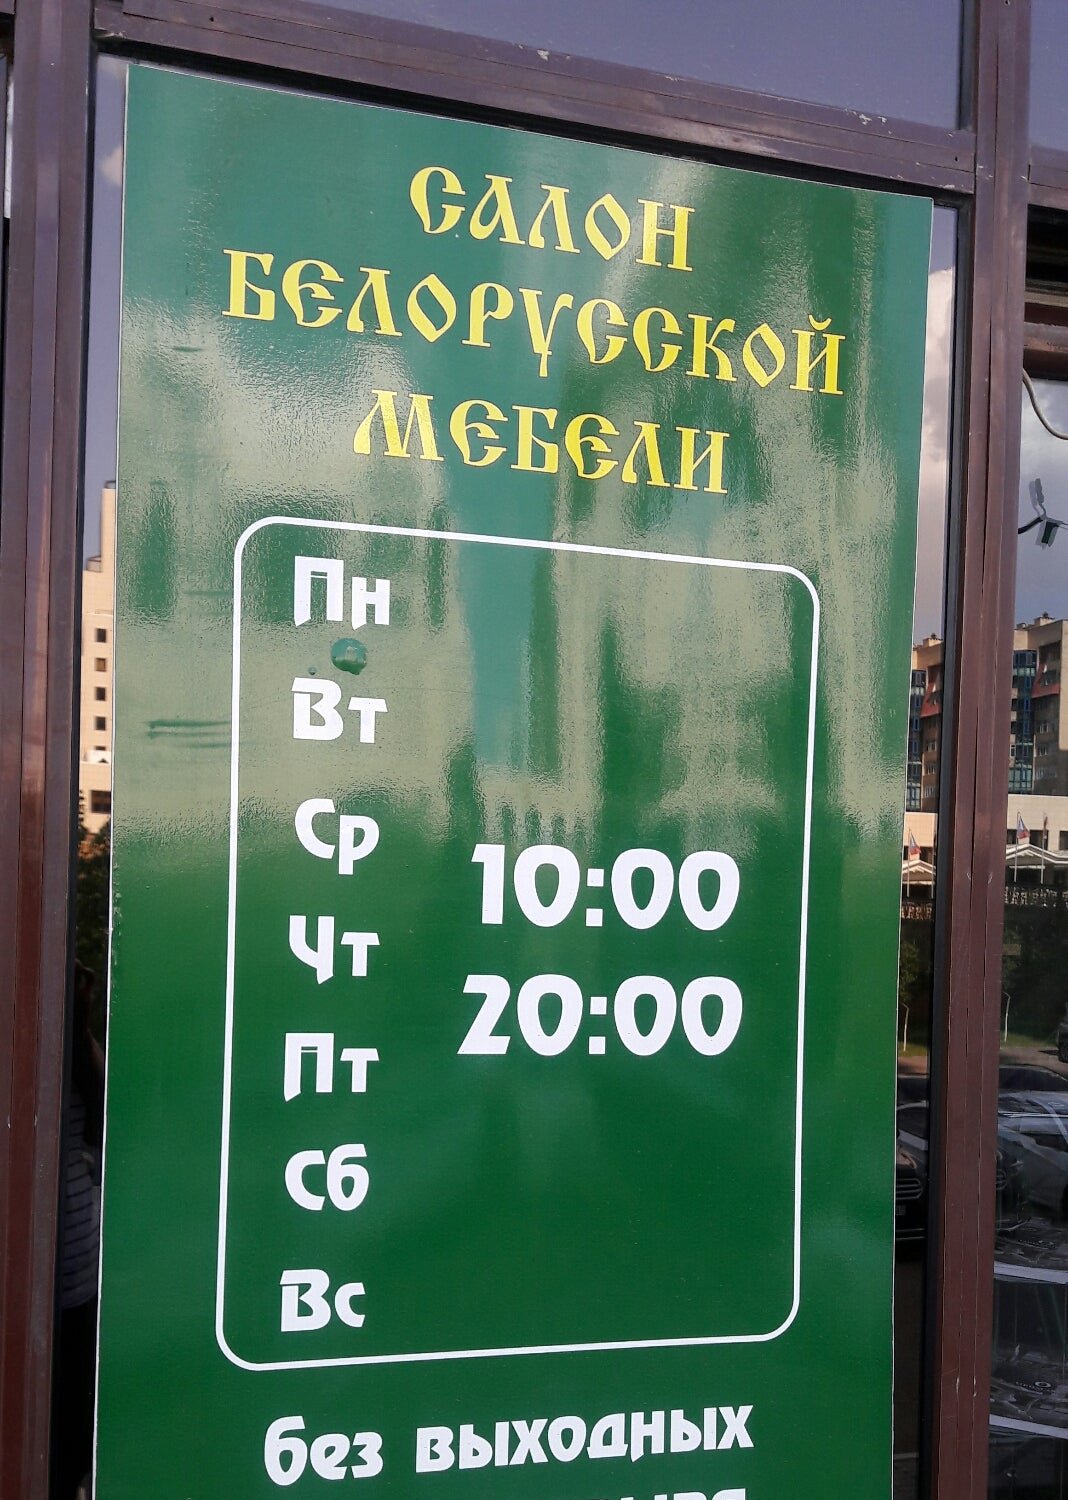 САЛОН
БЕЛОРУССКОЙ
МЕБЕЛИ
Пн
Вт
Ср
10:00
Чт
20:00
Пт
Сб
Вс
без выходных